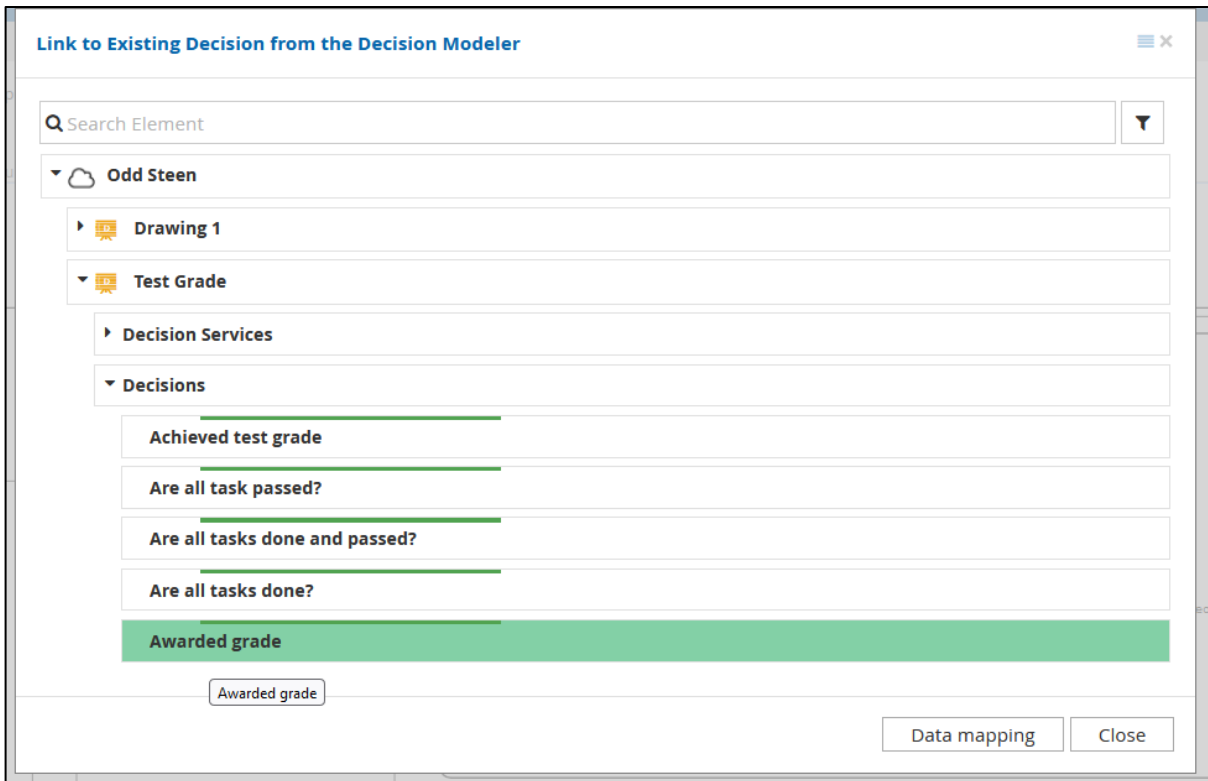 Link to Existing Decision from the Decision Modeler
Search Element
Odd Steen
Drawing 1
Test Grade
Decision Services
Decisions
Achieved test grade
Are all task passed?
Are all tasks done and passed?
Are all tasks done?
Awarded grade
Awarded grade
Data mapping
Close